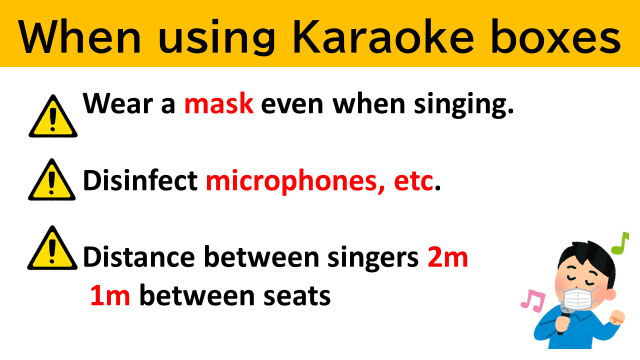 When using Karaoke boxes
Wear a mask even when singing.
Disinfect microphones, etc.
Distance between singers 2m
1m between seats